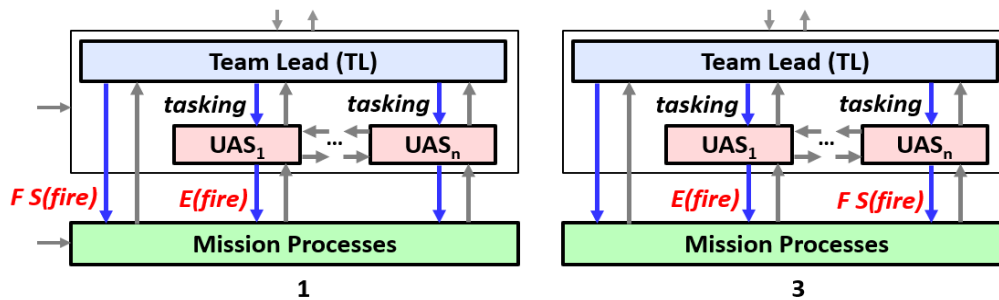 Team Lead (TL)
tasking
tasking
UAS1
...
UASn
F S(fire)
E(fire)
Mission Processes
1
Team Lead (TL)
tasking
tasking
UAS1
...
UASn
E(fire)
F S(fire)
Mission Processes
3